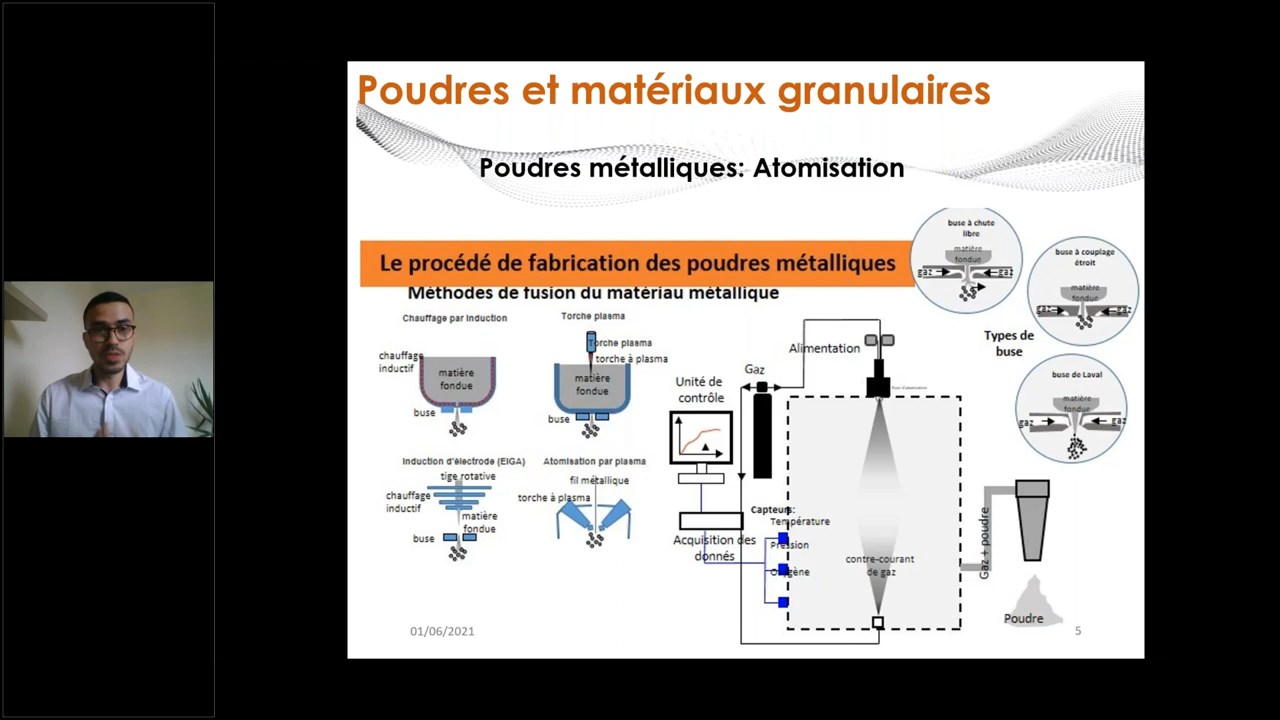 Poudres et matériaux granulaires
Poudres métalliques: Atomisation
Le procédé de fabrication des poudres métalliques
Méthodes de fusion du matériau métallique
Chauffage par induction
chauffage
inductif
matière
fondue
buse
Torche plasma
Torche plasma
torche à plasma
matière
fondue
buse
Induction d'électrode (EIGA)
tige rotative
chauffage
inductif
matière
fondue
buse
Atomisation par plasma
fil métallique
torche à plasma
Unité de
contrôle
Acquisition des
donnés
Gaz
Alimentation
Capteurs:
Température
Pression
Oxygène
contre-courant
de gaz
Types de
buse
buse à chute
libre
matière
fondue
gaz
gaz
buse à couplage
étroit
matière
fondue
gaz
gaz
buse de Laval
matière
fondue
gaz
gaz
Gaz + poudre
Poudre
01/06/2021
5